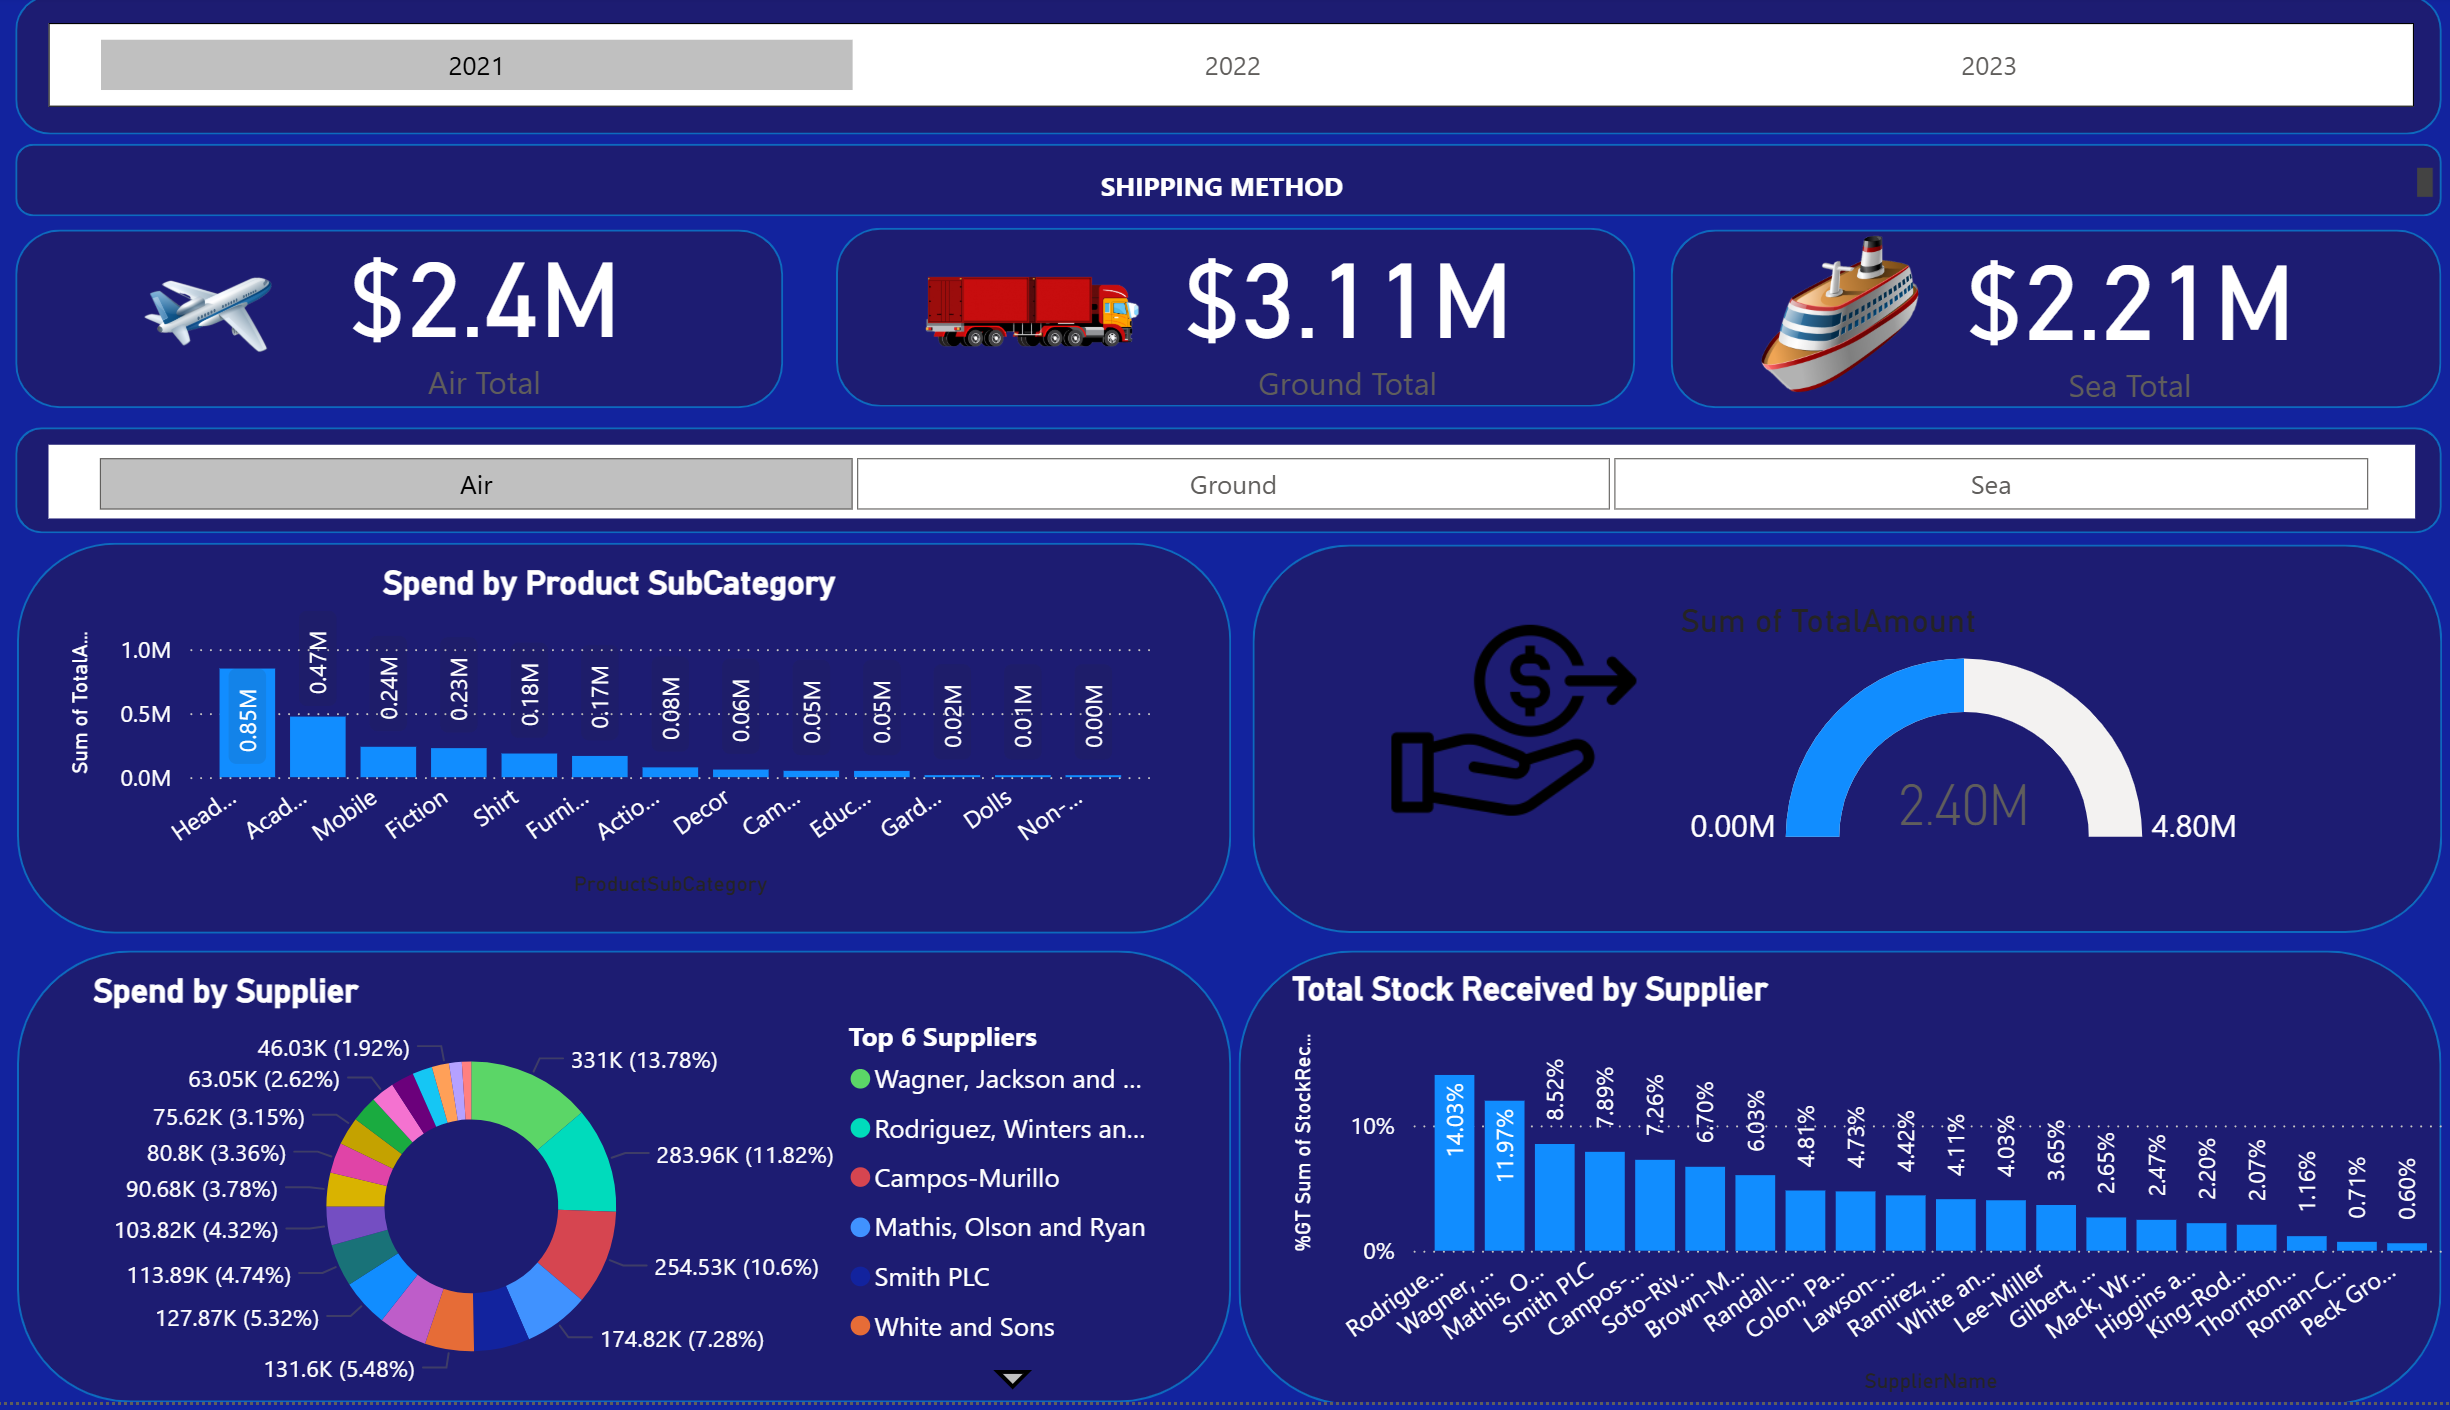 2021 2022 2023
SHIPPING METHOD
$2.4M
Air Total
$3.11M
Ground Total
$2.21M
Sea Total
Air Ground Sea
Spend by Product SubCategory
Sum of TotalA...
1.0M
0.5M
0.0M
0.85M 0.47M 0.24M 0.23M 0.18M 0.17M 0.08M 0.06M 0.05M 0.05M 0.02M 0.01M 0.00M
Head... Acad... Mobile Fiction Shirt Furni... Actio... Decor Cam... Educ... Gard... Dolls Non-...
ProductSubCategory
Sum of TotalAmount
2.40M
0.00M 4.80M
Spend by Supplier
331K (13.78%)
283.96K (11.82%)
254.53K (10.6%)
174.82K (7.28%)
131.6K (5.48%)
127.87K (5.32%)
113.89K (4.74%)
103.82K (4.32%)
90.68K (3.78%)
80.8K (3.36%)
75.62K (3.15%)
63.05K (2.62%)
46.03K (1.92%)
Top 6 Suppliers
Wagner, Jackson and ...
Rodriguez, Winters an...
Campos-Murillo
Mathis, Olson and Ryan
Smith PLC
White and Sons
Total Stock Received by Supplier
%GT Sum of StockRec...
10%
0%
14.03% 11.97% 8.52% 7.89% 7.26% 6.70% 6.03% 4.81% 4.73% 4.42% 4.11% 4.03% 3.65% 2.65% 2.47% 2.20% 2.07% 1.16% 0.71% 0.60%
Rodrigue... Wagner, ... Mathis, O... Smith PLC Campos-... Soto-Riv... Brown-M... Randall-... Colon, Pa... Lawson-... Ramirez, ... White an... Lee-Miller Gilbert, ... Mack, Wr... Higgins a... King-Rod... Thornton... Roman-C... Peck Gro...
SupplierName